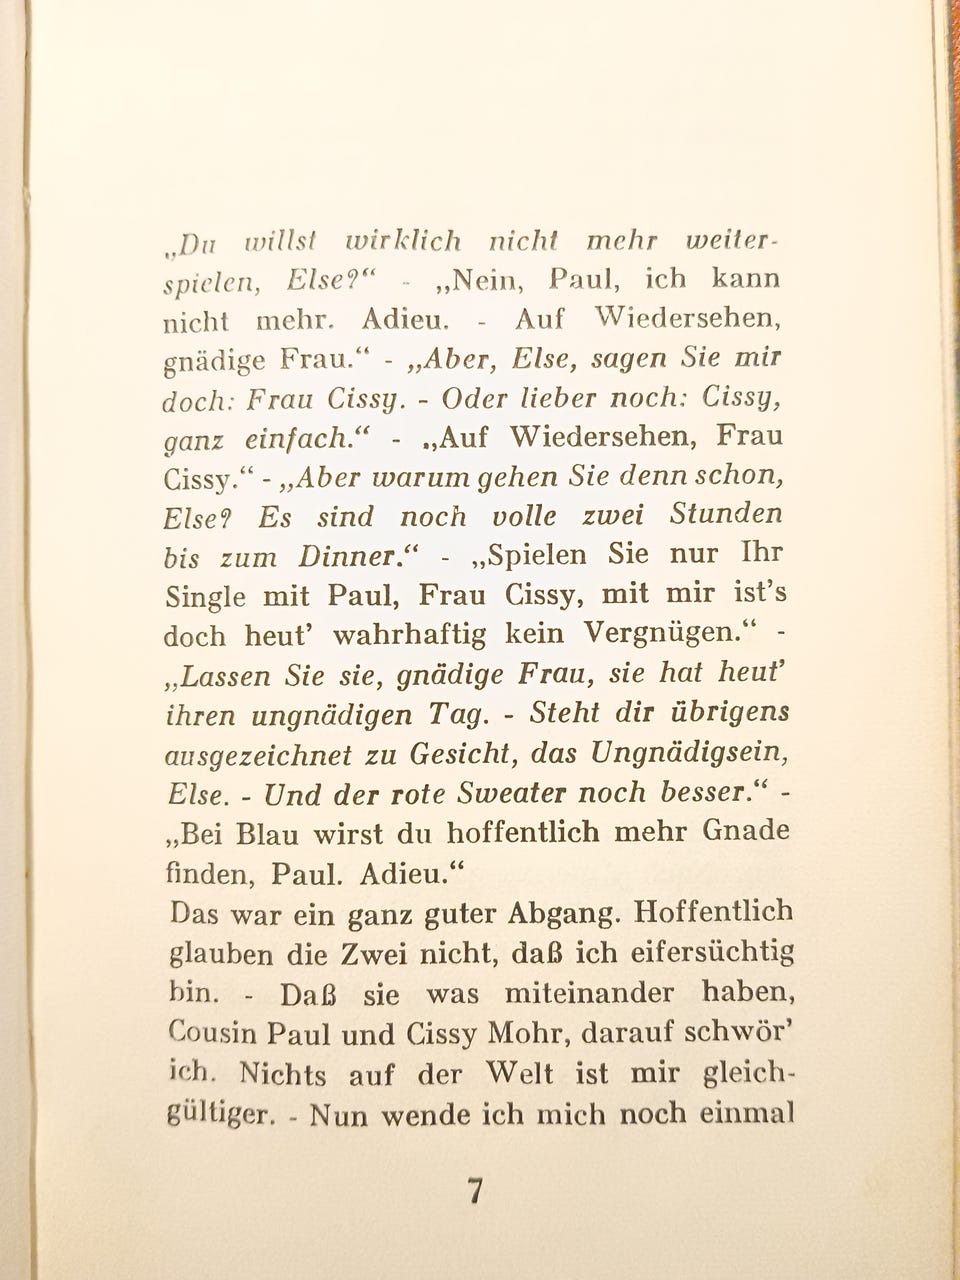 „Du willst wirklich nicht mehr weiter-
spielen, Else?“ - „Nein, Paul, ich kann
nicht mehr. Adieu. - Auf Wiedersehen,
gnädige Frau.“ - „Aber, Else, sagen Sie mir
doch: Frau Cissy. - Oder lieber noch: Cissy,
ganz einfach.“ - „Auf Wiedersehen, Frau
Cissy.“ - „Aber warum gehen Sie denn schon,
Else? Es sind noch volle zwei Stunden
bis zum Dinner.“ - „Spielen Sie nur Ihr
Single mit Paul, Frau Cissy, mit mir ist’s
doch heut’ wahrhaftig kein Vergnügen.“ -
„Lassen Sie sie, gnädige Frau, sie hat heut’
ihren ungnädigen Tag. - Steht dir übrigens
ausgezeichnet zu Gesicht, das Ungnädigsein,
Else. - Und der rote Sweater noch besser.“ -
„Bei Blau wirst du hoffentlich mehr Gnade
finden, Paul. Adieu.“
Das war ein ganz guter Abgang. Hoffentlich
glauben die Zwei nicht, daß ich eifersüchtig
bin. - Daß sie was miteinander haben,
Cousin Paul und Cissy Mohr, darauf schwör’
ich. Nichts auf der Welt ist mir gleich-
gültiger. - Nun wende ich mich noch einmal
7